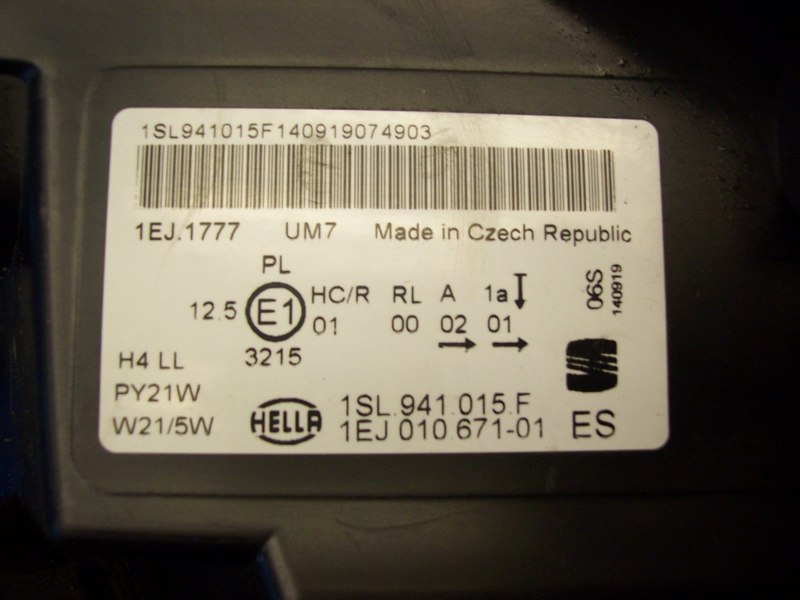 1SL941015F140919074903
1EJ.1777 UM7 Made in Czech Republic
PL
12.5 E1 HC/R RL A 1a
01 00 02 01
3215
06S
140919
H4 LL
PY21W
W21/5W
HELLA
1SL.941.015.F
1EJ 010.671-01
ES